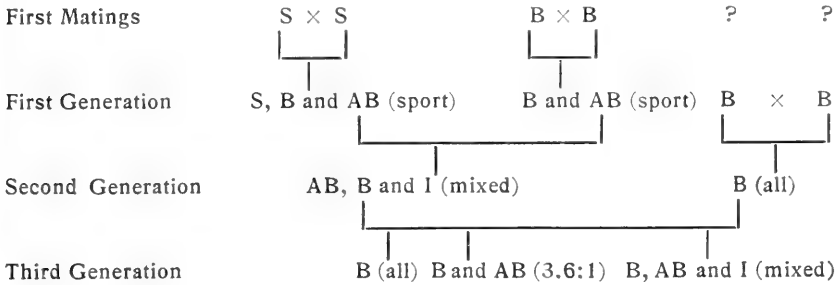 First Matings S × S B × B ? ?
First Generation S, B and AB (sport) B and AB (sport) B × B
Second Generation AB, B and I (mixed) B (all)
Third Generation B (all) B and AB (3.6:1) B, AB and I (mixed)